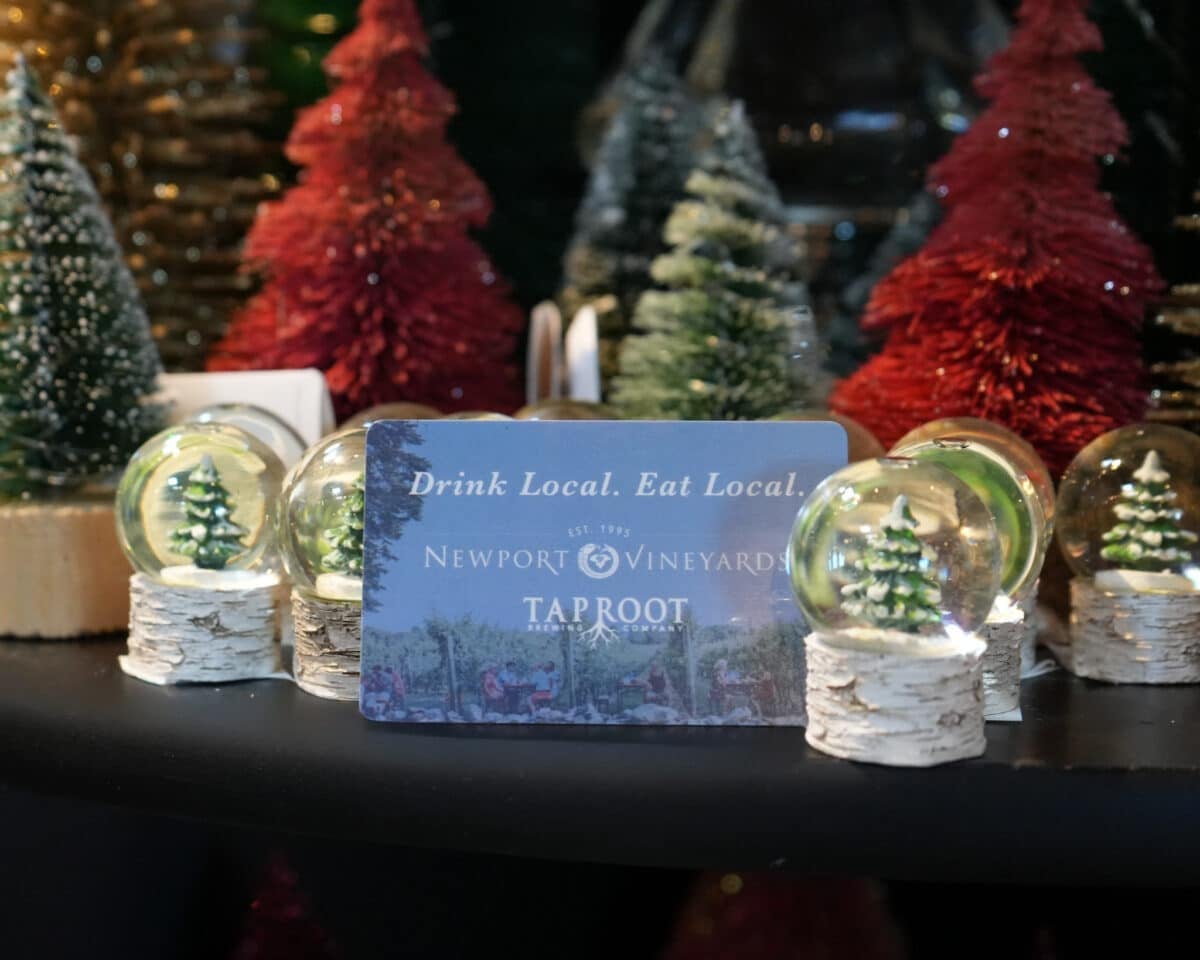 Drink Local. Eat Local.
EST. 1995
NEWPORT VINEYARDS
TAPROOT
BREWING COMPANY